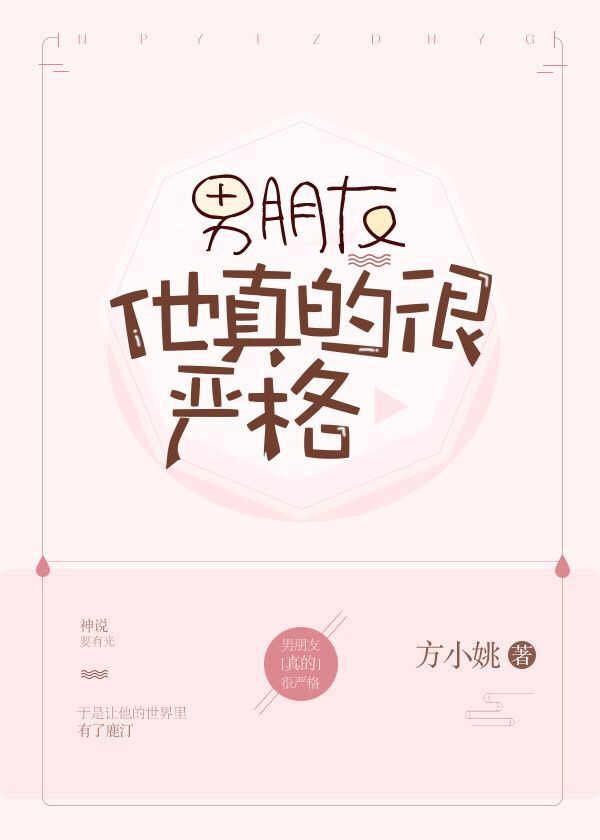 N P Y T Z D H Y G
男朋友
他真的很
严格
神说
要有光
于是让他的世界里
有了鹿汀
男朋友
「真的」
很严格
方小姚 著